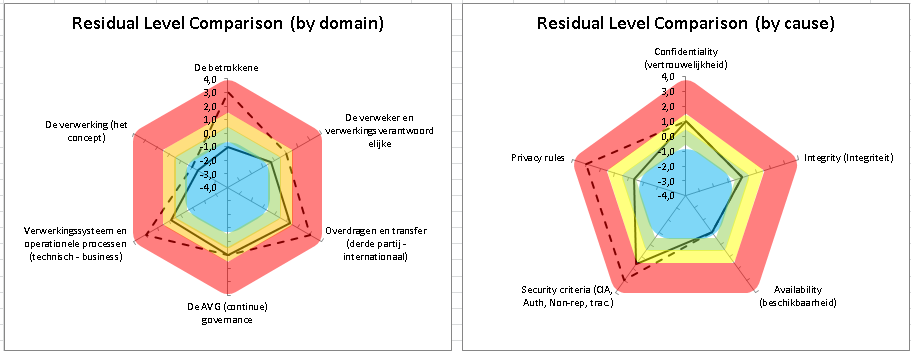 Residual Level Comparison (by domain)
De betrokkene
4,0
3,0
2,0
1,0
0,0
-1,0
-2,0
-3,0
-4,0
De verweker en
verwerkings verantwoord
elijke
Overdragen en transfer
(derde partij -
internationaal)
De AVG (continue)
governance
Verwerkingssysteem en
operationele processen
(technisch - business)
De verwerking (het
concept)
Residual Level Comparison (by cause)
Confidentiality
(vertrouwelijkheid)
4,0
3,0
2,0
1,0
0,0
-1,0
-2,0
-3,0
-4,0
Integrity (Integriteit)
Availability
(beschikbaarheid)
Security criteria (CIA,
Auth, Non-rep, trac.)
Privacy rules